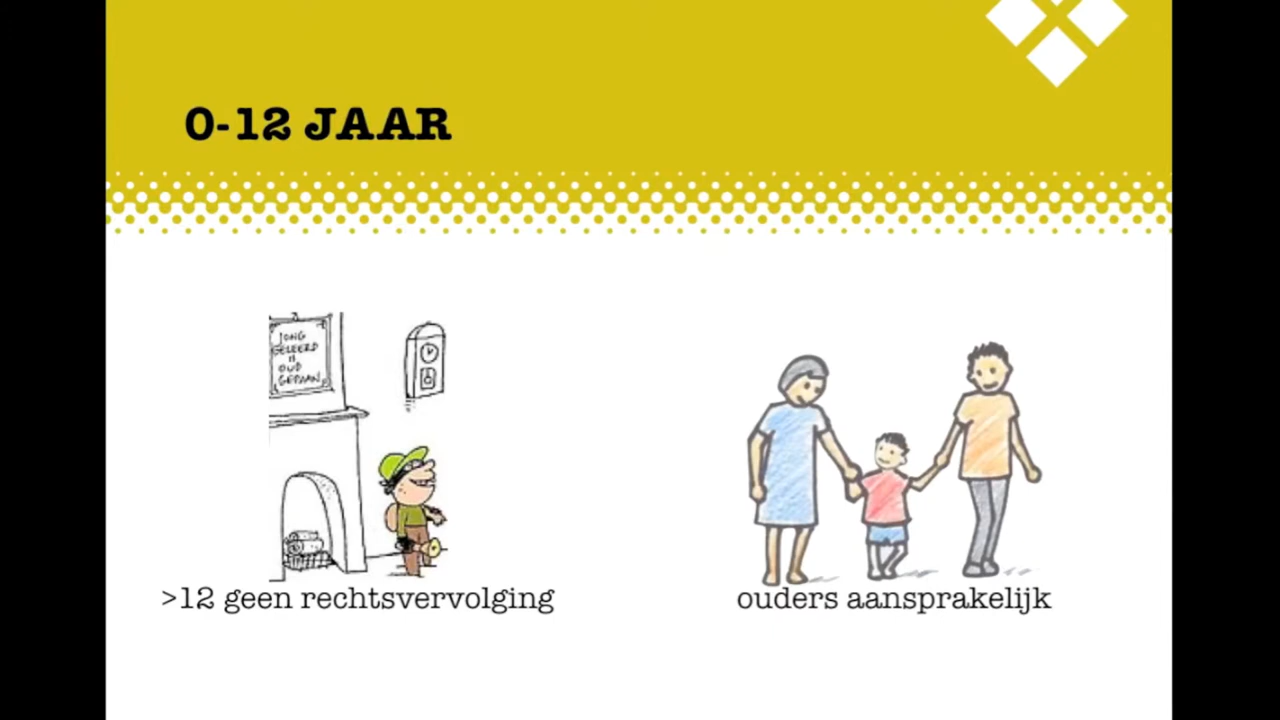 0-12 JAAR
JONG
GELEERD
IS
OUD
GEDAAN
>12 geen rechtsvervolging
ouders aansprakelijk